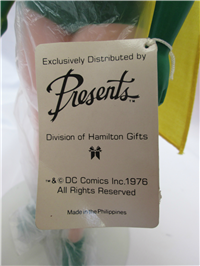 Exclusively Distributed by
Presents™
Division of Hamilton Gifts
™ & © DC Comics Inc. 1976
All Rights Reserved
Made in the Philippines